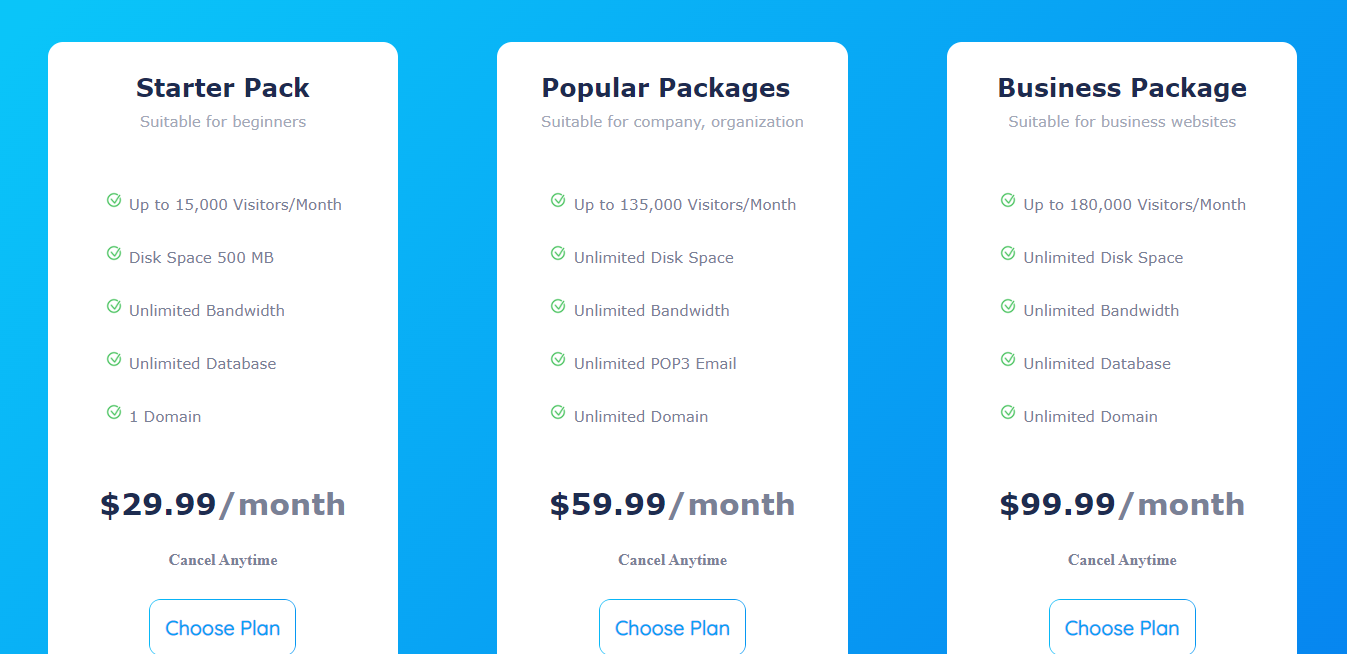 Starter Pack
Suitable for beginners
Up to 15,000 Visitors/Month
Disk Space 500 MB
Unlimited Bandwidth
Unlimited Database
1 Domain
$29.99/month
Cancel Anytime
Choose Plan
Popular Packages
Suitable for company, organization
Up to 135,000 Visitors/Month
Unlimited Disk Space
Unlimited Bandwidth
Unlimited POP3 Email
Unlimited Domain
$59.99/month
Cancel Anytime
Choose Plan
Business Package
Suitable for business websites
Up to 180,000 Visitors/Month
Unlimited Disk Space
Unlimited Bandwidth
Unlimited Database
Unlimited Domain
$99.99/month
Cancel Anytime
Choose Plan